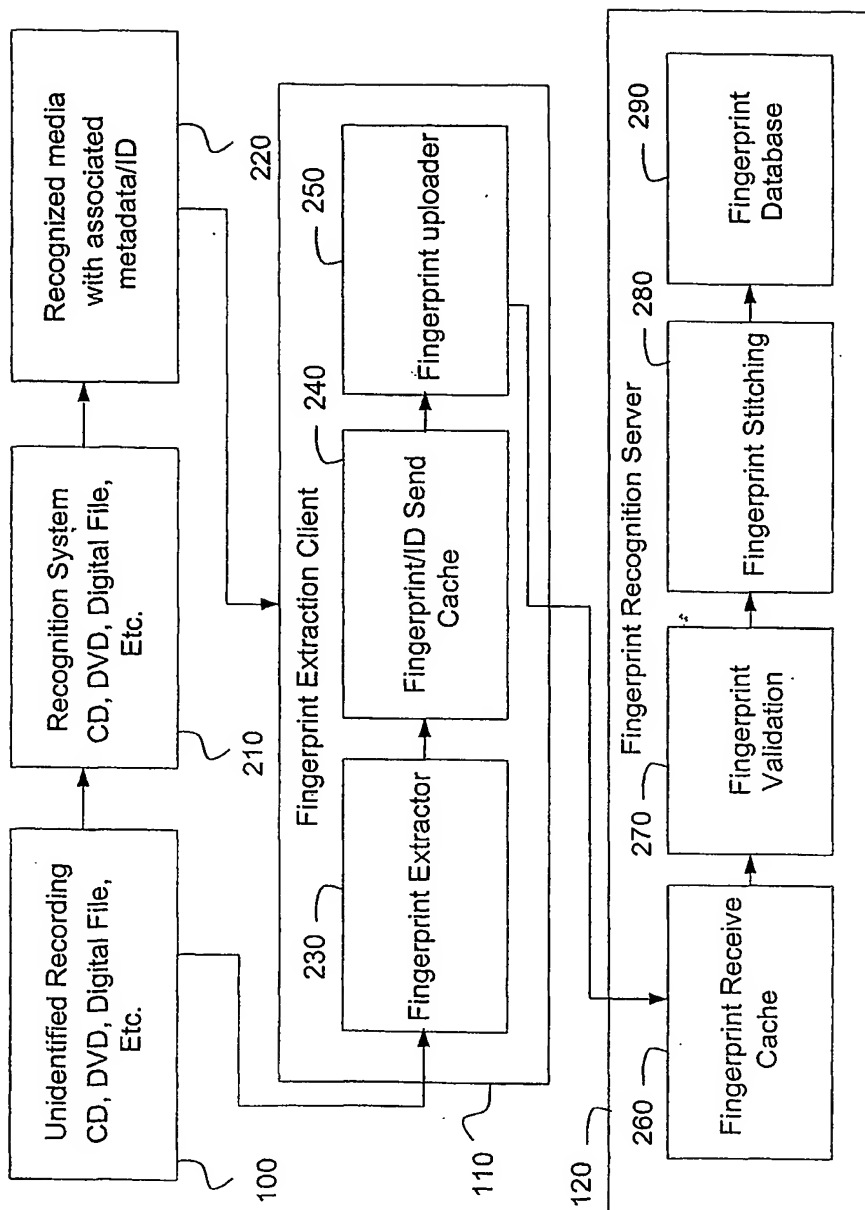 Unidentified Recording
CD, DVD, Digital File,
Etc.
100
Recognition System
CD, DVD, Digital File,
Etc.
210
Recognized media
with associated
metadata/ID
220
110
Fingerprint Extraction Client
230
Fingerprint Extractor
240
Fingerprint/ID Send
Cache
250
Fingerprint uploader
120
Fingerprint Recognition Server
260
Fingerprint Receive
Cache
270
Fingerprint
Validation
280
Fingerprint Stitching
290
Fingerprint
Database